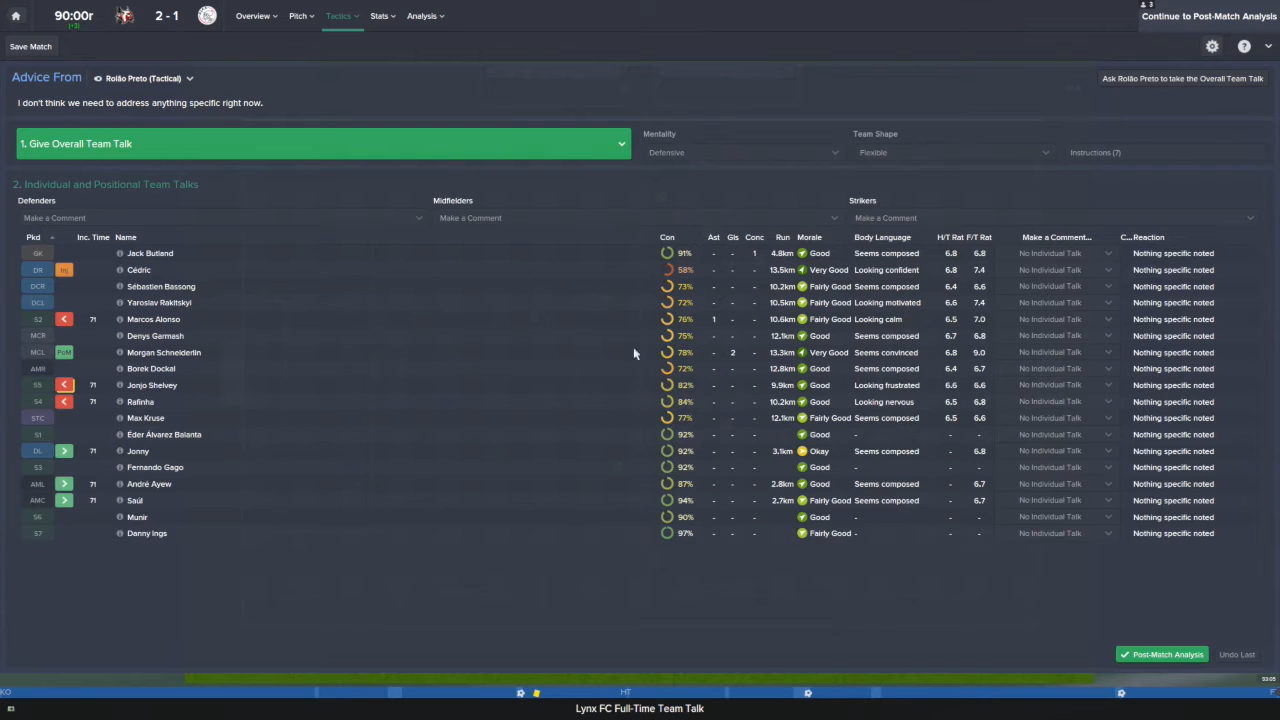 90:00r
(+3)
2 - 1
Overview
Pitch
Tactics
Stats
Analysis
3
Continue to Post-Match Analysis
Save Match
Advice From Rolão Preto (Tactical)
Ask Rolão Preto to take the Overall Team Talk
I don't think we need to address anything specific right now.
1. Give Overall Team Talk
Mentality
Defensive
Team Shape
Flexible
Instructions (7)
2. Individual and Positional Team Talks
Defenders
Make a Comment
Midfielders
Make a Comment
Strikers
Make a Comment
Pkd Inc. Time Name Con Ast Gls Conc Run Morale Body Language H/T Rat F/T Rat Make a Comment... C... Reaction
GK Jack Butland 91% - - 1 4.8km Good Seems composed 6.8 6.8 No Individual Talk Nothing specific noted
DR Inj Cédric 58% - - - 13.5km Very Good Looking confident 6.8 7.4 No Individual Talk Nothing specific noted
DCR Sébastien Bassong 73% - - - 10.2km Fairly Good Seems composed 6.4 6.6 No Individual Talk Nothing specific noted
DCL Yaroslav Rakitskyi 72% - - - 10.5km Fairly Good Looking motivated 6.6 7.4 No Individual Talk Nothing specific noted
S2 71 Marcos Alonso 76% 1 - - 10.6km Fairly Good Looking calm 6.5 7.0 No Individual Talk Nothing specific noted
MCR Denys Garmash 75% - - - 12.1km Good Seems composed 6.7 6.8 No Individual Talk Nothing specific noted
MCL PoM Morgan Schneiderlin 78% - 2 - 13.3km Very Good Seems convinced 6.8 9.0 No Individual Talk Nothing specific noted
AMR Borek Dockal 72% - - - 12.8km Good Seems composed 6.4 6.7 No Individual Talk Nothing specific noted
S5 71 Jonjo Shelvey 82% - - - 9.9km Good Looking frustrated 6.6 6.6 No Individual Talk Nothing specific noted
S4 71 Rafinha 84% - - - 10.2km Good Looking nervous 6.5 6.8 No Individual Talk Nothing specific noted
STC Max Kruse 77% - - - 12.1km Fairly Good Seems composed 6.5 6.6 No Individual Talk Nothing specific noted
S1 Éder Álvarez Balanta 92% - - - Good - - - No Individual Talk Nothing specific noted
DL 71 Jonny 92% - - - 3.1km Okay Seems composed - 6.8 No Individual Talk Nothing specific noted
S3 Fernando Gago 92% - - - Good - - - No Individual Talk Nothing specific noted
AML 71 André Ayew 87% - - - 2.8km Good Seems composed - 6.7 No Individual Talk Nothing specific noted
AMC 71 Saúl 94% - - - 2.7km Fairly Good Seems composed - 6.7 No Individual Talk Nothing specific noted
S6 Munir 90% - - - Good - - - No Individual Talk Nothing specific noted
S7 Danny Ings 97% - - - Fairly Good - - - No Individual Talk Nothing specific noted
Post-Match Analysis
Undo Last
93:05
KO
HT
F
Lynx FC Full-Time Team Talk